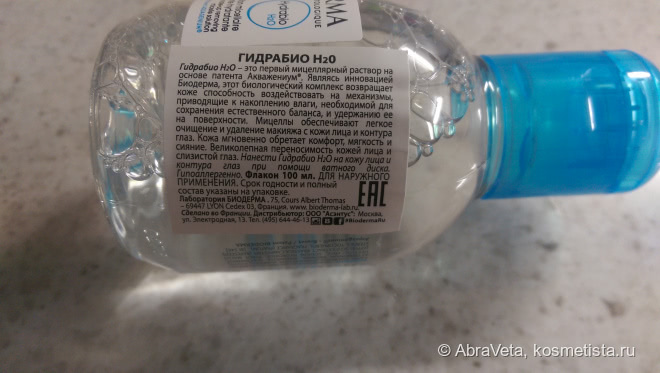 ГИДРАБИО H₂0
Гидрабио H₂O – это первый мицеллярный раствор на
основе патента Акважениум®. Являясь инновацией
Биодерма, этот биологический комплекс возвращает
коже способность воздействовать на механизмы,
приводящие к накоплению влаги, необходимой для
сохранения естественного баланса, и удержанию ее
на поверхности. Мицеллы обеспечивают легкое
очищение и удаление макияжа с кожи лица и контура
глаз. Кожа мгновенно обретает комфорт, мягкость и
сияние. Великолепная переносимость кожей лица и
слизистой глаз. Нанести Гидрабио H₂O на кожу лица и
контура глаз при помощи ватного диска.
Гипоаллергенно. Флакон 100 мл. ДЛЯ НАРУЖНОГО
ПРИМЕНЕНИЯ. Срок годности и полный
состав указаны на упаковке.
Лаборатория БИОДЕРМА . 75, Cours Albert Thomas
– 69447 LYON Cedex 03, Франция. www. bioderma-lab.ru.
Сделано во Франции. Дистрибьютор: ООО "Асантус": Москва,
ул. Электродная, 13. Тел. (495) 644-46-13 #BiodermaRu
EAC
© AbraVeta, kosmetista.ru